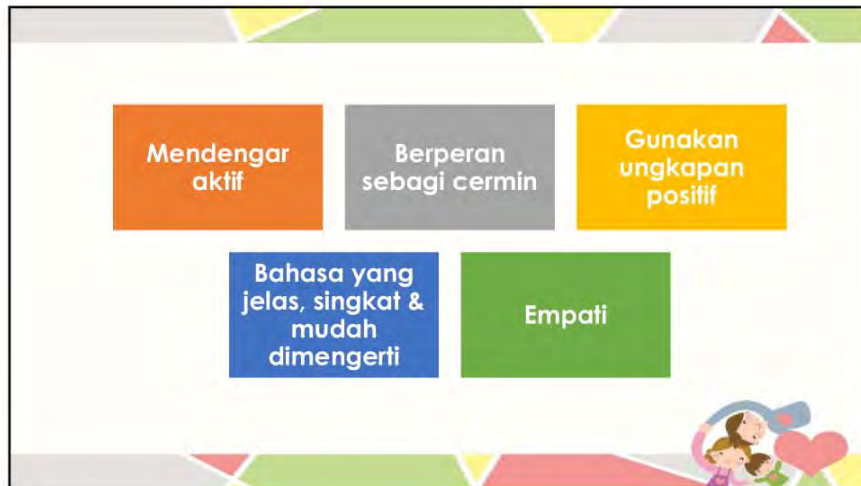 Mendengar
aktif
Berperan
sebagi cermin
Gunakan
ungkapan
positif
Bahasa yang
jelas, singkat &
mudah
dimengerti
Empati